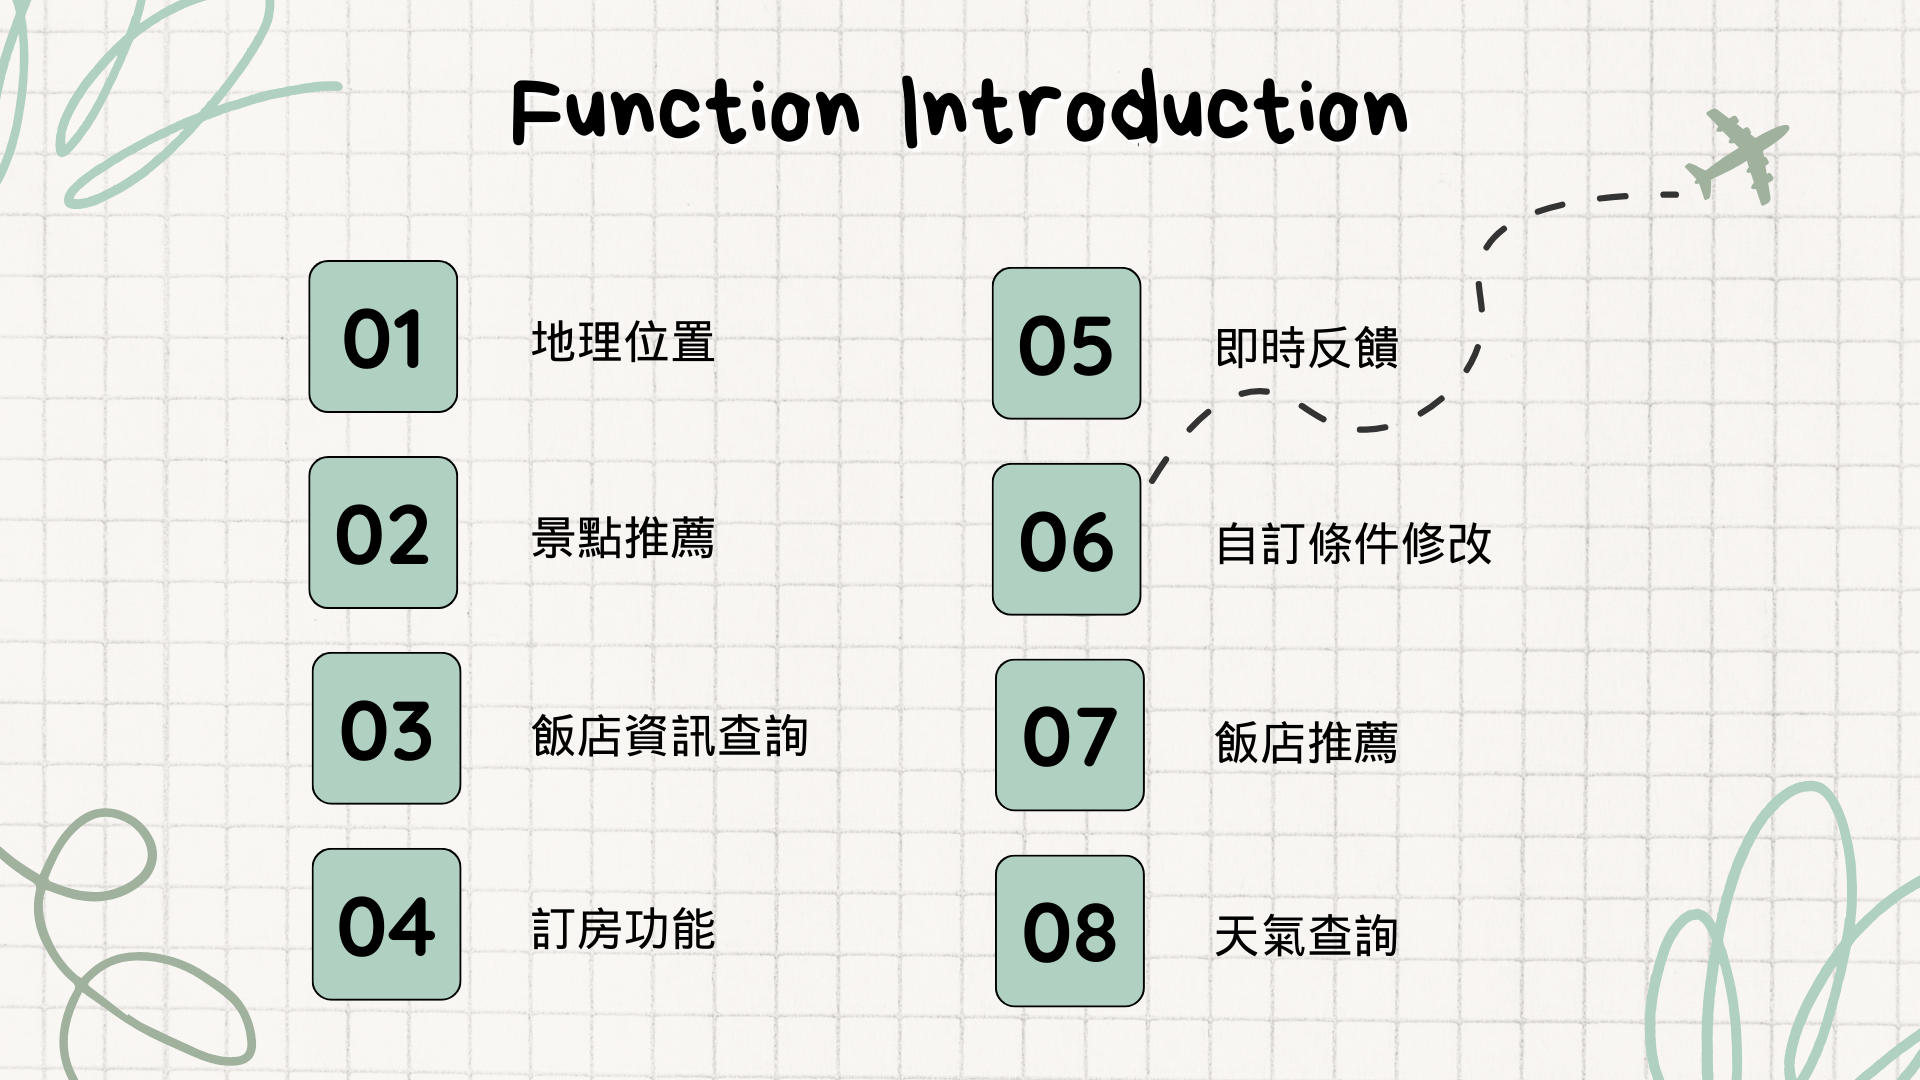 Function Introduction
01
地理位置
02
景點推薦
03
飯店資訊查詢
04
訂房功能
05
即時反饋
06
自訂條件修改
07
飯店推薦
08
天氣查詢